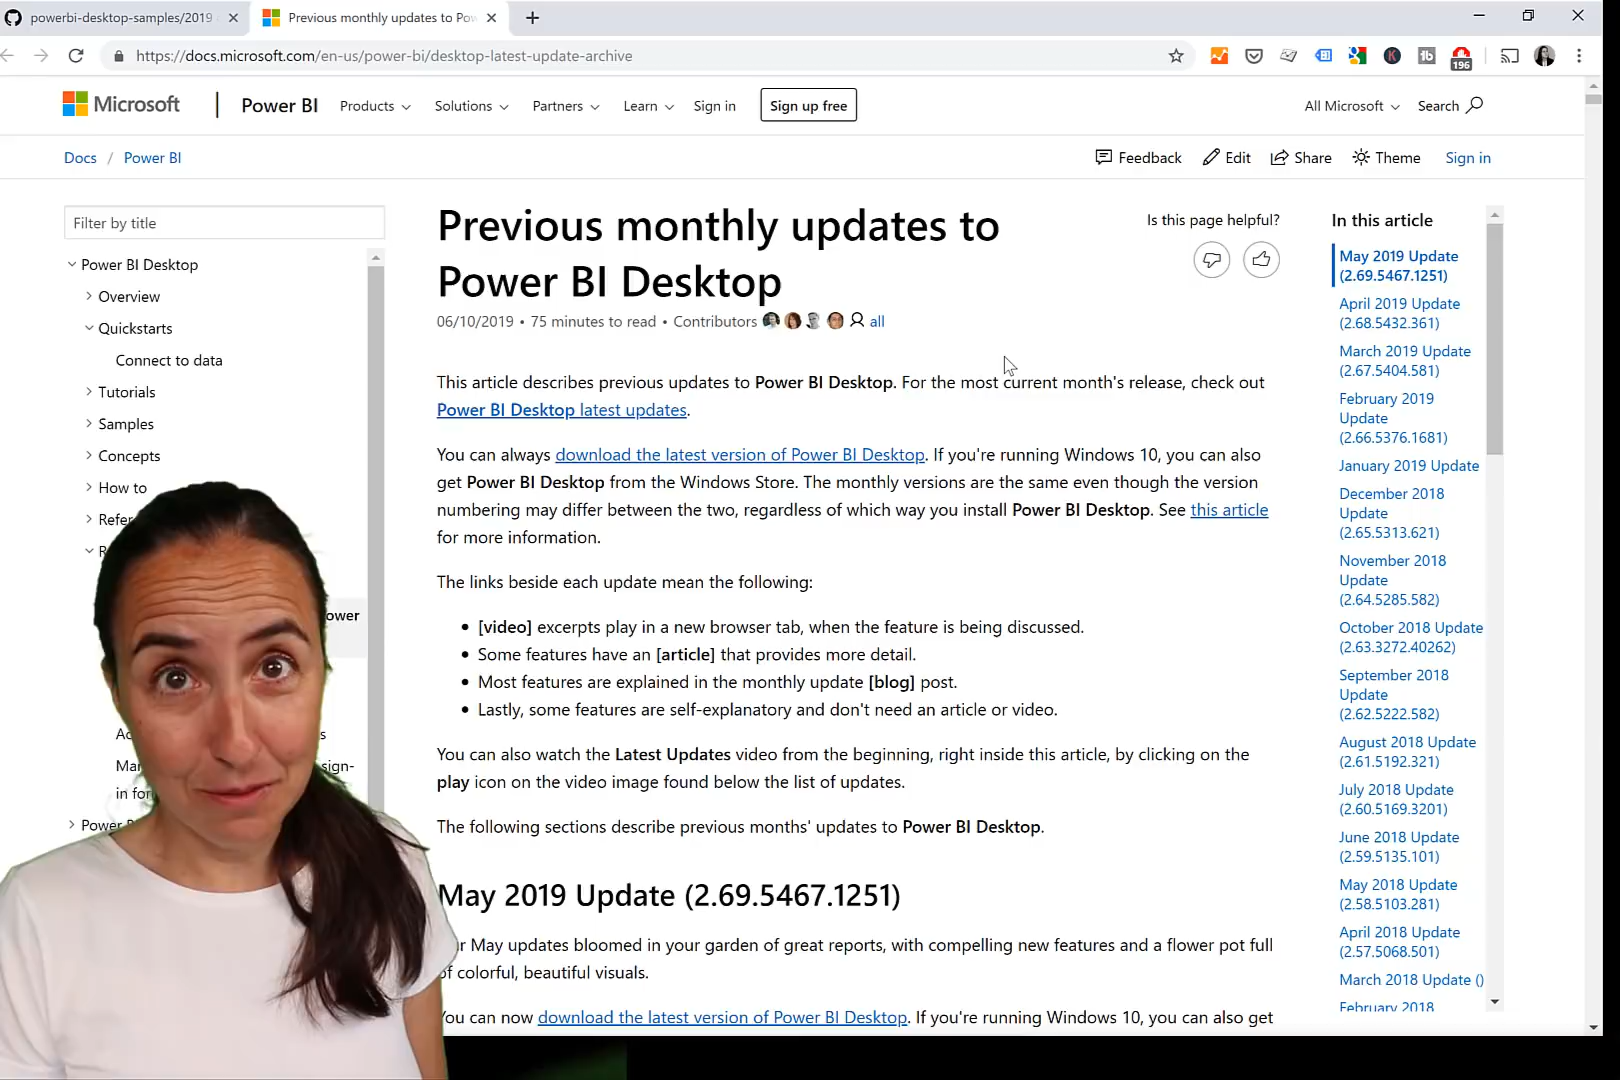 powerbi-desktop-samples/2019
Previous monthly updates to Pow
https://docs.microsoft.com/en-us/power-bi/desktop-latest-update-archive
196
Microsoft
Power BI
Products
Solutions
Partners
Learn
Sign in
Sign up free
All Microsoft
Search
Docs / Power BI
Feedback
Edit
Share
Theme
Sign in
Filter by title
Power BI Desktop
Overview
Quickstarts
Connect to data
Tutorials
Samples
Concepts
How to
Refer
R
ower
Ac
s
Mar
sign-
in for
Power B
Previous monthly updates to
Power BI Desktop
06/10/2019 • 75 minutes to read • Contributors all
This article describes previous updates to Power BI Desktop. For the most current month's release, check out
Power BI Desktop latest updates.
You can always download the latest version of Power BI Desktop. If you're running Windows 10, you can also
get Power BI Desktop from the Windows Store. The monthly versions are the same even though the version
numbering may differ between the two, regardless of which way you install Power BI Desktop. See this article
for more information.
The links beside each update mean the following:
• [video] excerpts play in a new browser tab, when the feature is being discussed.
• Some features have an [article] that provides more detail.
• Most features are explained in the monthly update [blog] post.
• Lastly, some features are self-explanatory and don't need an article or video.
You can also watch the Latest Updates video from the beginning, right inside this article, by clicking on the
play icon on the video image found below the list of updates.
The following sections describe previous months' updates to Power BI Desktop.
May 2019 Update (2.69.5467.1251)
r May updates bloomed in your garden of great reports, with compelling new features and a flower pot full
of colorful, beautiful visuals.
You can now download the latest version of Power BI Desktop. If you're running Windows 10, you can also get
Is this page helpful?
In this article
May 2019 Update
(2.69.5467.1251)
April 2019 Update
(2.68.5432.361)
March 2019 Update
(2.67.5404.581)
February 2019
Update
(2.66.5376.1681)
January 2019 Update
December 2018
Update
(2.65.5313.621)
November 2018
Update
(2.64.5285.582)
October 2018 Update
(2.63.3272.40262)
September 2018
Update
(2.62.5222.582)
August 2018 Update
(2.61.5192.321)
July 2018 Update
(2.60.5169.3201)
June 2018 Update
(2.59.5135.101)
May 2018 Update
(2.58.5103.281)
April 2018 Update
(2.57.5068.501)
March 2018 Update ()
February 2018